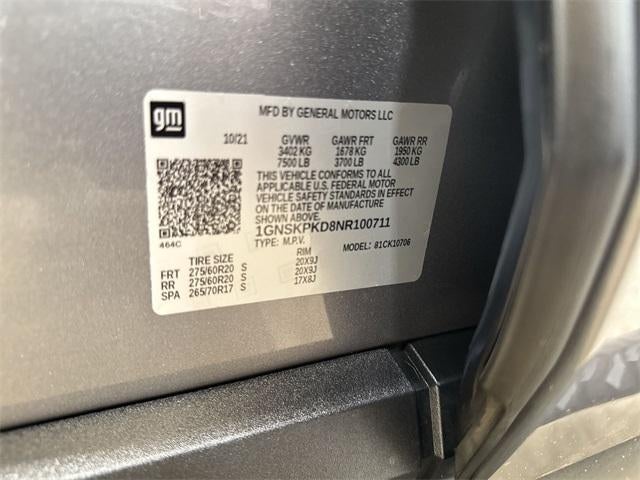 gm
MFD BY GENERAL MOTORS LLC
10/21 GVWR GAWR FRT GAWR RR
3402 KG 1678 KG 1950 KG
7500 LB 3700 LB 4300 LB
THIS VEHICLE CONFORMS TO ALL
APPLICABLE U.S. FEDERAL MOTOR
VEHICLE SAFETY STANDARDS IN EFFECT
ON THE DATE OF MANUFACTURE
SHOWN ABOVE.
1GNSKPKD8NR100711
464C
TYPE: M.P.V. MODEL: 81CK10706
TIRE SIZE RIM
FRT 275/60R20 S 20X9J
RR 275/60R20 S 20X9J
SPA 265/70R17 S 17X8J